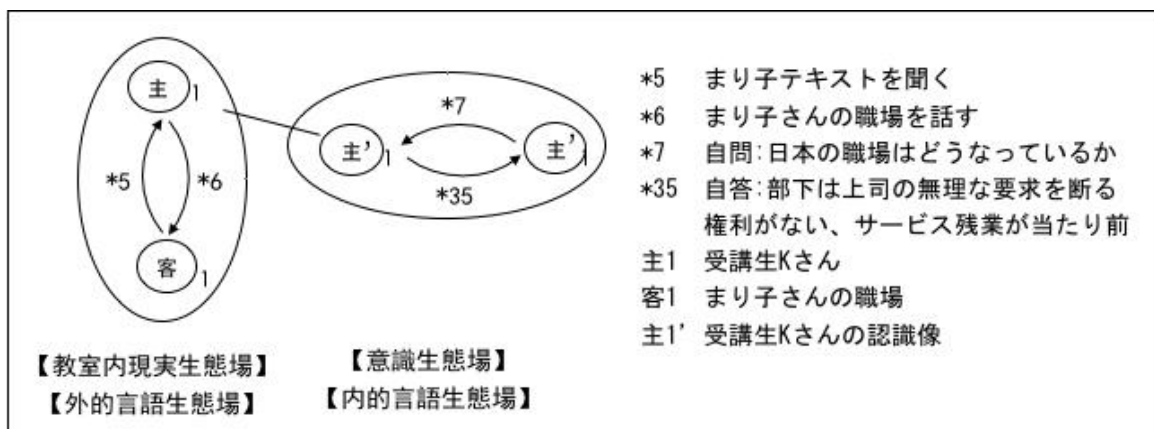 主1
*5
*6
客1
*7
主'1
主'1
*35
【教室内現実生態場】
【外的言語生態場】
【意識生態場】
【内的言語生態場】
*5 まり子テキストを聞く
*6 まり子さんの職場を話す
*7 自問:日本の職場はどうなっているか
*35 自答:部下は上司の無理な要求を断る
権利がない、サービス残業が当たり前
主1 受講生Kさん
客1 まり子さんの職場
主1' 受講生Kさんの認識像